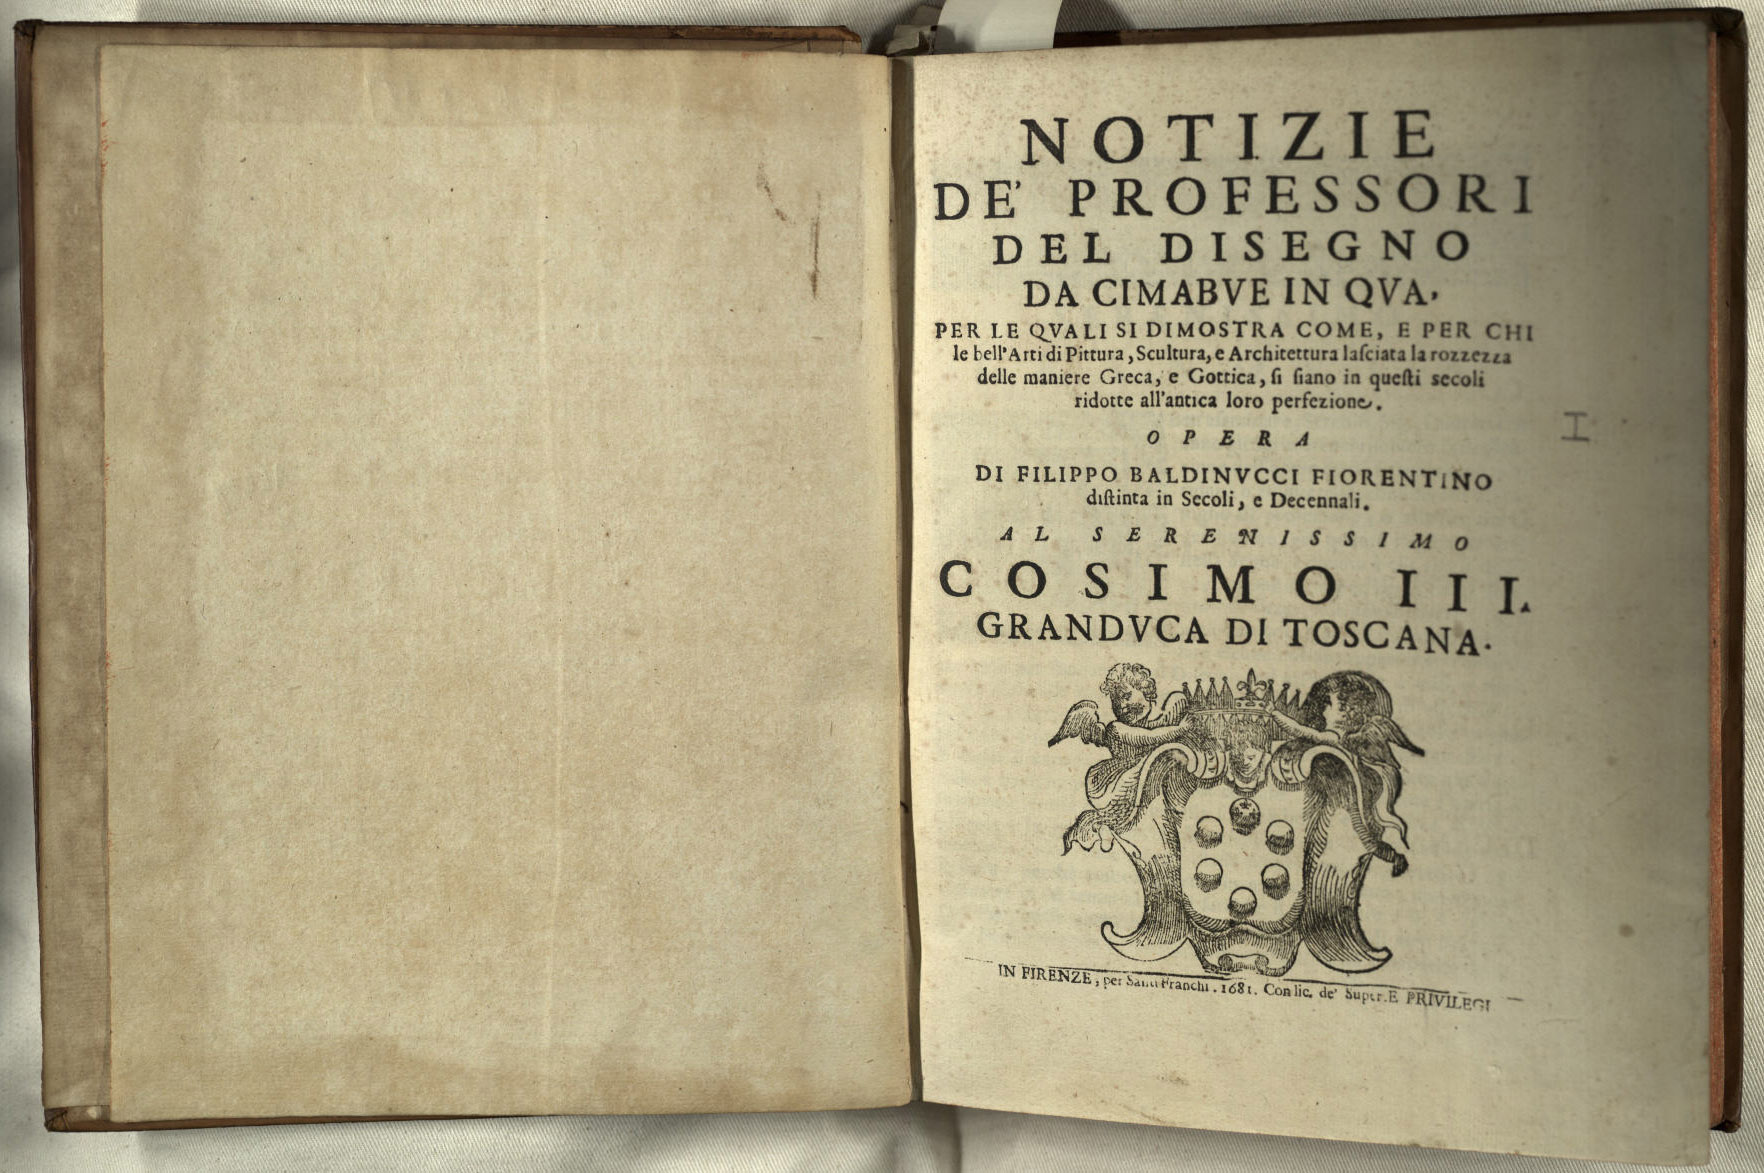 NOTIZIE
DE' PROFESSORI
DEL DISEGNO
DA CIMABVE IN QVA,
PER LE QVALI SI DIMOSTRA COME, E PER CHI
le bell'Arti di Pittura, Scultura, e Architettura laſciata la rozzezza
delle maniere Greca, e Gottica, ſi ſiano in queſti secoli
ridotte all'antica loro perfezione.
OPERA
DI FILIPPO BALDINVCCI FIORENTINO
diſtinta in Secoli, e Decennali.
AL SERENISSIMO
COSIMO III.
GRANDVCA DI TOSCANA.
IN FIRENZE, per Santi Franchi. 1681. Con lic. de' Super. E PRIVILEGI
I